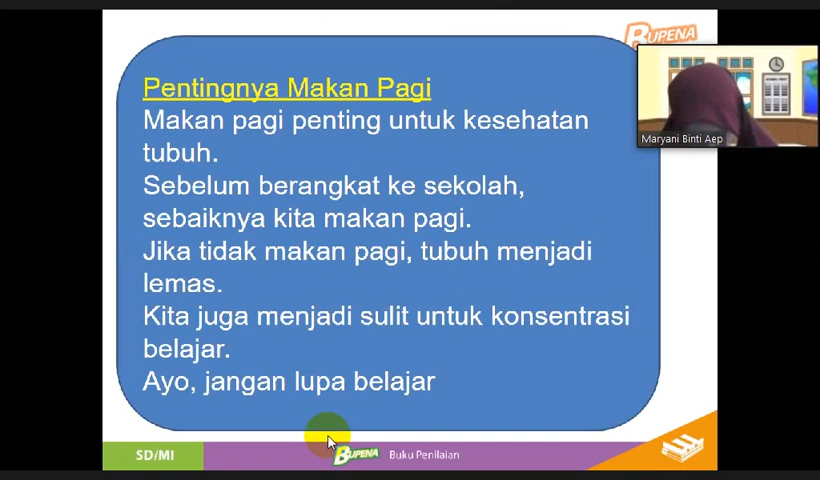 BUPENA
Pentingnya Makan Pagi
Makan pagi penting untuk kesehatan
tubuh.
Sebelum berangkat ke sekolah,
sebaiknya kita makan pagi.
Jika tidak makan pagi, tubuh menjadi
lemas.
Kita juga menjadi sulit untuk konsentrasi
belajar.
Ayo, jangan lupa belajar
Maryani Binti Aep
SD/MI
BUPENA
Buku Penilaian